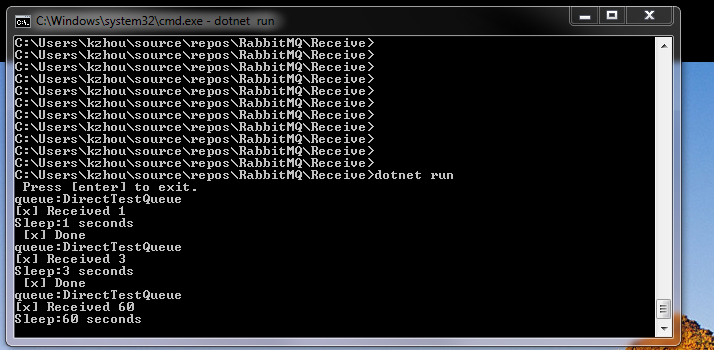 C:\Windows\system32\cmd.exe - dotnet  run
C:\Users\kzhou\source\repos\RabbitMQ\Receive>
C:\Users\kzhou\source\repos\RabbitMQ\Receive>
C:\Users\kzhou\source\repos\RabbitMQ\Receive>
C:\Users\kzhou\source\repos\RabbitMQ\Receive>
C:\Users\kzhou\source\repos\RabbitMQ\Receive>
C:\Users\kzhou\source\repos\RabbitMQ\Receive>
C:\Users\kzhou\source\repos\RabbitMQ\Receive>
C:\Users\kzhou\source\repos\RabbitMQ\Receive>
C:\Users\kzhou\source\repos\RabbitMQ\Receive>
C:\Users\kzhou\source\repos\RabbitMQ\Receive>
C:\Users\kzhou\source\repos\RabbitMQ\Receive>
C:\Users\kzhou\source\repos\RabbitMQ\Receive>dotnet run
 Press [enter] to exit.
queue:DirectTestQueue
[x] Received 1
Sleep:1 seconds
 [x] Done
queue:DirectTestQueue
[x] Received 3
Sleep:3 seconds
 [x] Done
queue:DirectTestQueue
[x] Received 60
Sleep:60 seconds